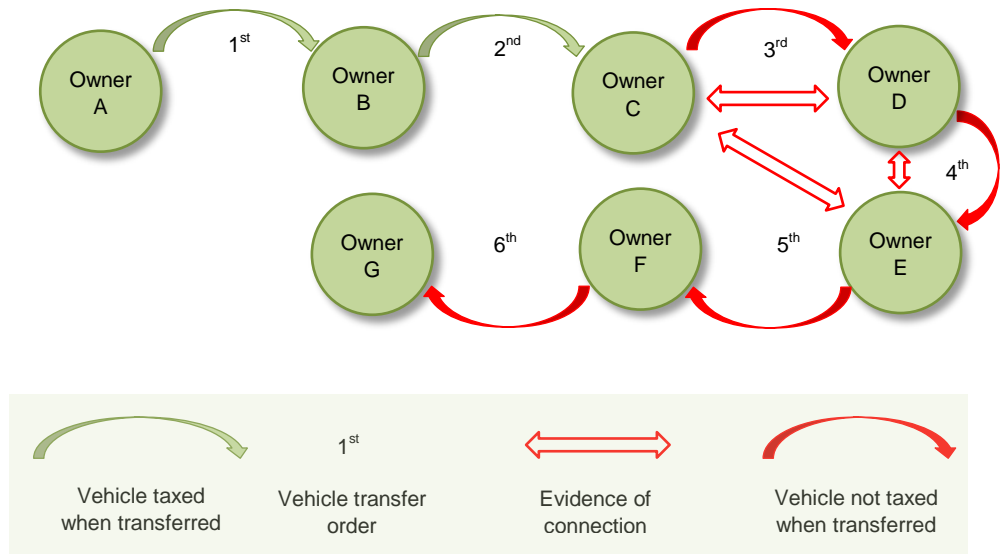 Owner
A
1st
Owner
B
2nd
Owner
C
3rd
Owner
D
4th
Owner
G
6th
Owner
F
5th
Owner
E
Vehicle taxed
when transferred
1st
Vehicle transfer
order
Evidence of
connection
Vehicle not taxed
when transferred